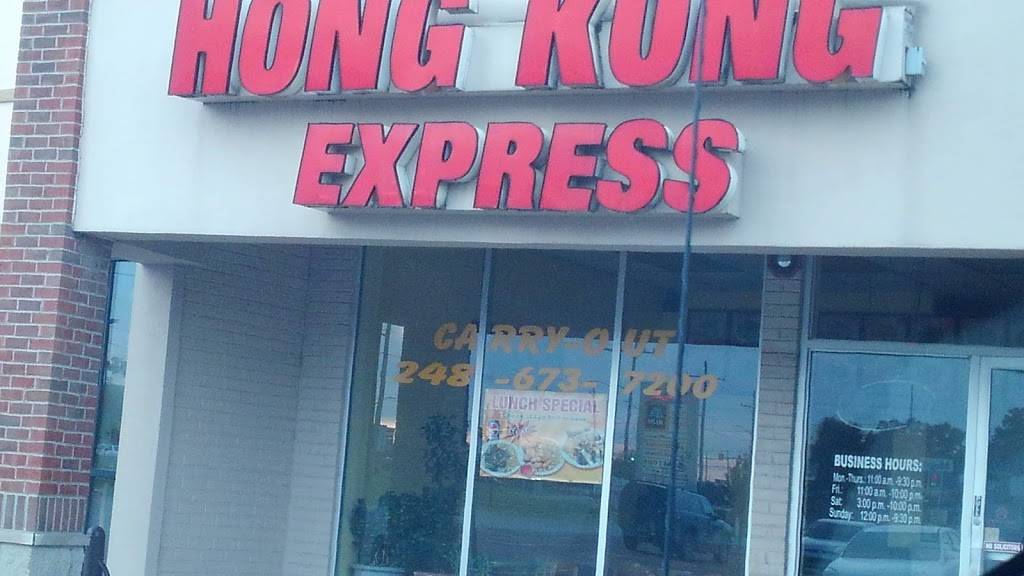 HONG KONG
EXPRESS
CARRY-OUT
248-673-7200
LUNCH SPECIAL
BUSINESS HOURS:
Mon.-Thurs.: 11:00 a.m. -9:30 p.m.
Fri.: 11:00 a.m. -10:00 p.m.
Sat: 3:00 p.m. -10:00 p.m.
Sunday: 12:00 p.m. -9:30 p.m.
NO SOLICITORS